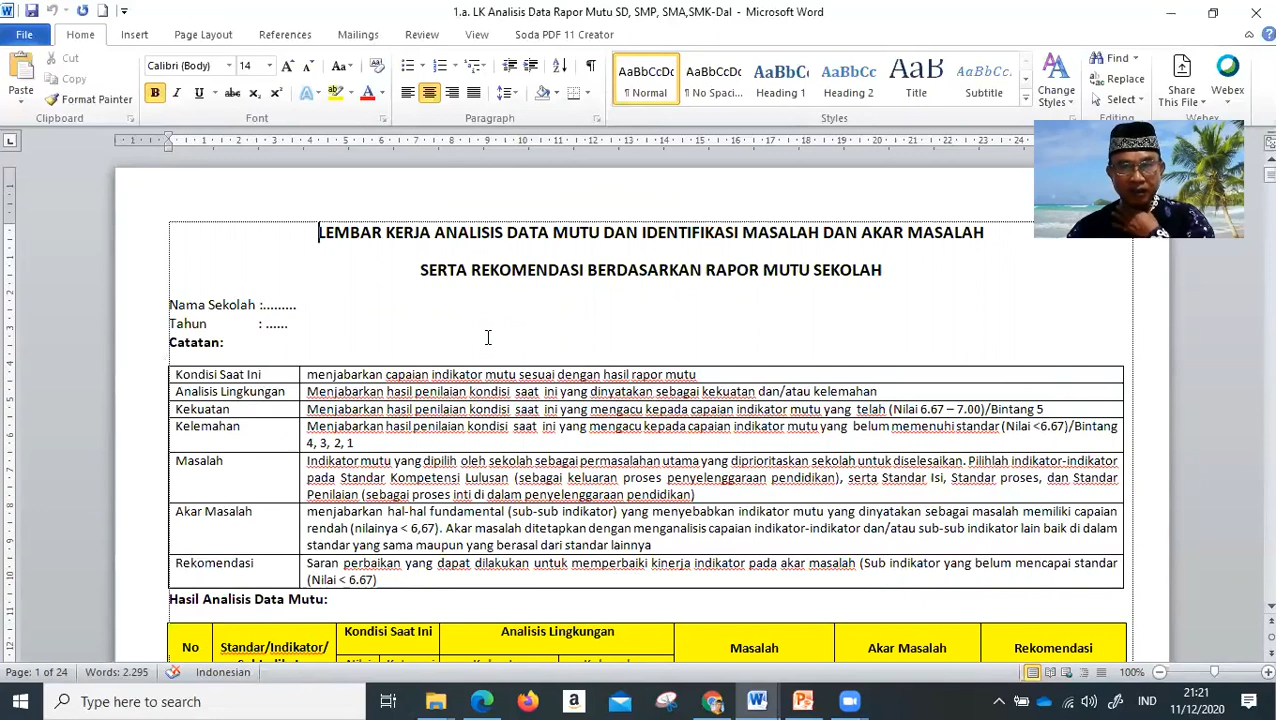 1.a. LK Analisis Data Rapor Mutu SD, SMP, SMA,SMK-Dal - Microsoft Word
File Home Insert Page Layout References Mailings Review View Soda PDF 11 Creator
Paste
Cut
Copy
Format Painter
Clipboard
Calibri (Body) 14
Font
Paragraph
AaBbCcDc AaBbCcDc AaBbCc AaBbCc AaB AaBbCc.
¶ Normal ¶ No Spaci... Heading 1 Heading 2 Title Subtitle
Change
Styles
Styles
Find
Replace
Select
Editing
Share
This File
Webex
Webex
LEMBAR KERJA ANALISIS DATA MUTU DAN IDENTIFIKASI MASALAH DAN AKAR MASALAH
SERTA REKOMENDASI BERDASARKAN RAPOR MUTU SEKOLAH
Nama Sekolah :.........
Tahun : ......
Catatan:
Kondisi Saat Ini menjabarkan capaian indikator mutu sesuai dengan hasil rapor mutu
Analisis Lingkungan Menjabarkan hasil penilaian kondisi saat ini yang dinyatakan sebagai kekuatan dan/atau kelemahan
Kekuatan Menjabarkan hasil penilaian kondisi saat ini yang mengacu kepada capaian indikator mutu yang telah (Nilai 6.67 – 7.00)/Bintang 5
Kelemahan Menjabarkan hasil penilaian kondisi saat ini yang mengacu kepada capaian indikator mutu yang belum memenuhi standar (Nilai <6.67)/Bintang
4, 3, 2, 1
Masalah Indikator mutu yang dipilih oleh sekolah sebagai permasalahan utama yang diprioritaskan sekolah untuk diselesaikan. Pilihlah indikator-indikator
pada Standar Kompetensi Lulusan (sebagai keluaran proses penyelenggaraan pendidikan), serta Standar Isi, Standar proses, dan Standar
Penilaian (sebagai proses inti di dalam penyelenggaraan pendidikan)
Akar Masalah menjabarkan hal-hal fundamental (sub-sub indikator) yang menyebabkan indikator mutu yang dinyatakan sebagai masalah memiliki capaian
rendah (nilainya < 6,67). Akar masalah ditetapkan dengan menganalisis capaian indikator-indikator dan/atau sub-sub indikator lain baik di dalam
standar yang sama maupun yang berasal dari standar lainnya
Rekomendasi Saran perbaikan yang dapat dilakukan untuk memperbaiki kinerja indikator pada akar masalah (Sub indikator yang belum mencapai standar
(Nilai < 6.67)
Hasil Analisis Data Mutu:
No Standar/Indikator/ Kondisi Saat Ini Analisis Lingkungan Masalah Akar Masalah Rekomendasi
Page: 1 of 24 Words: 2.295 Indonesian 100%
Type here to search
IND
21:21
11/12/2020